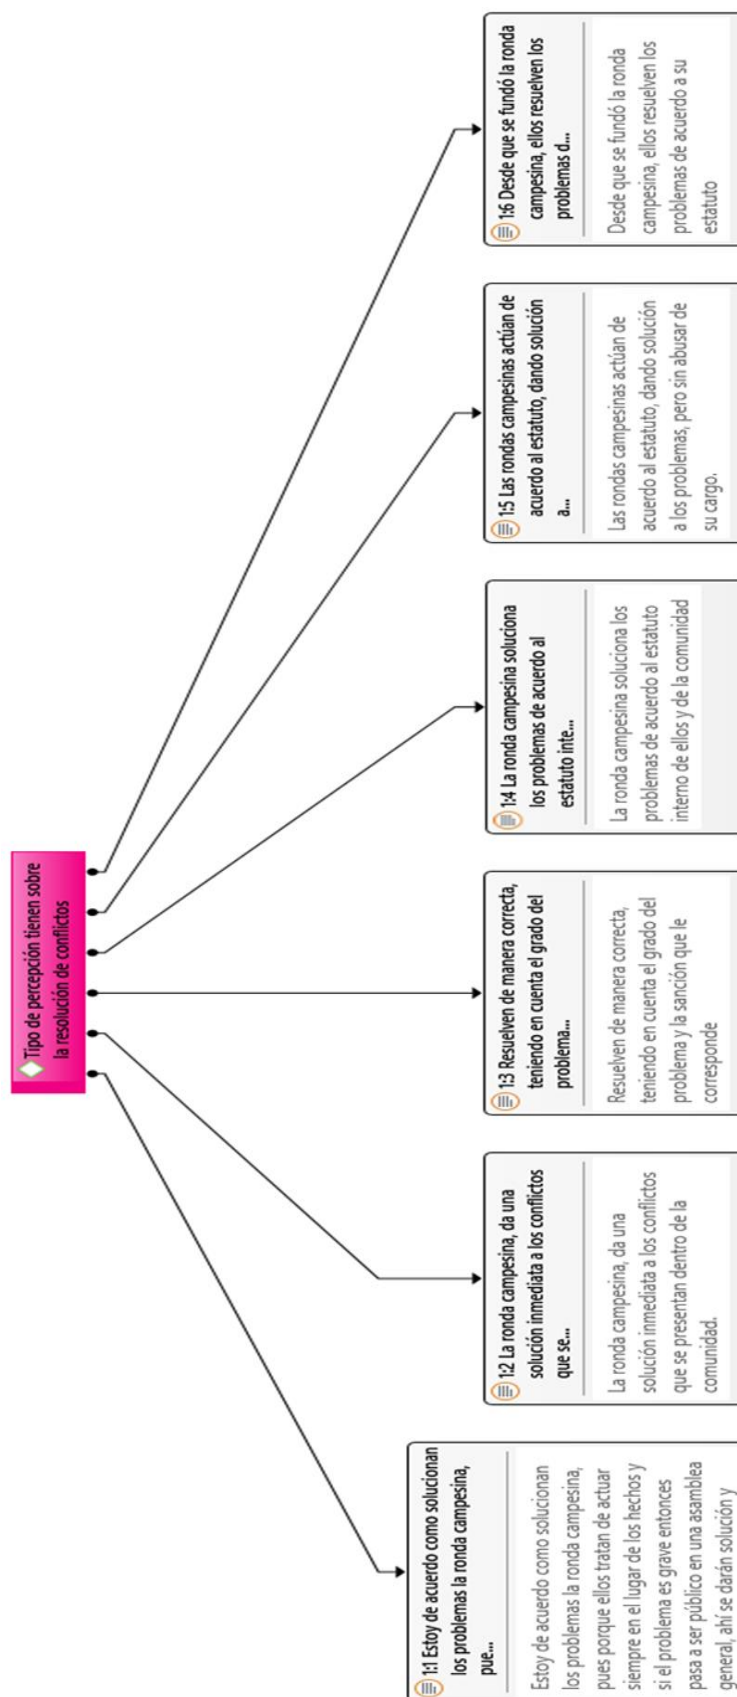 Tipo de percepción tienen sobre
la resolución de conflictos
1:1 Estoy de acuerdo como solucionan
los problemas la ronda campesina,
pue...
Estoy de acuerdo como solucionan
los problemas la ronda campesina,
pues porque ellos tratan de actuar
siempre en el lugar de los hechos y
si el problema es grave entonces
pasa a ser público en una asamblea
general, ahí se darán solución y
1:2 La ronda campesina, da una
solución inmediata a los conflictos
que se...
La ronda campesina, da una
solución inmediata a los conflictos
que se presentan dentro de la
comunidad.
1:3 Resuelven de manera correcta,
teniendo en cuenta el grado del
problema...
Resuelven de manera correcta,
teniendo en cuenta el grado del
problema y la sanción que le
corresponde
1:4 La ronda campesina soluciona
los problemas de acuerdo al
estatuto inte...
La ronda campesina soluciona los
problemas de acuerdo al estatuto
interno de ellos y de la comunidad
1:5 Las rondas campesinas actúan de
acuerdo al estatuto, dando solución
a...
Las rondas campesinas actúan de
acuerdo al estatuto, dando solución
a los problemas, pero sin abusar de
su cargo.
1:6 Desde que se fundó la ronda
campesina, ellos resuelven los
problemas d...
Desde que se fundó la ronda
campesina, ellos resuelven los
problemas de acuerdo a su
estatuto